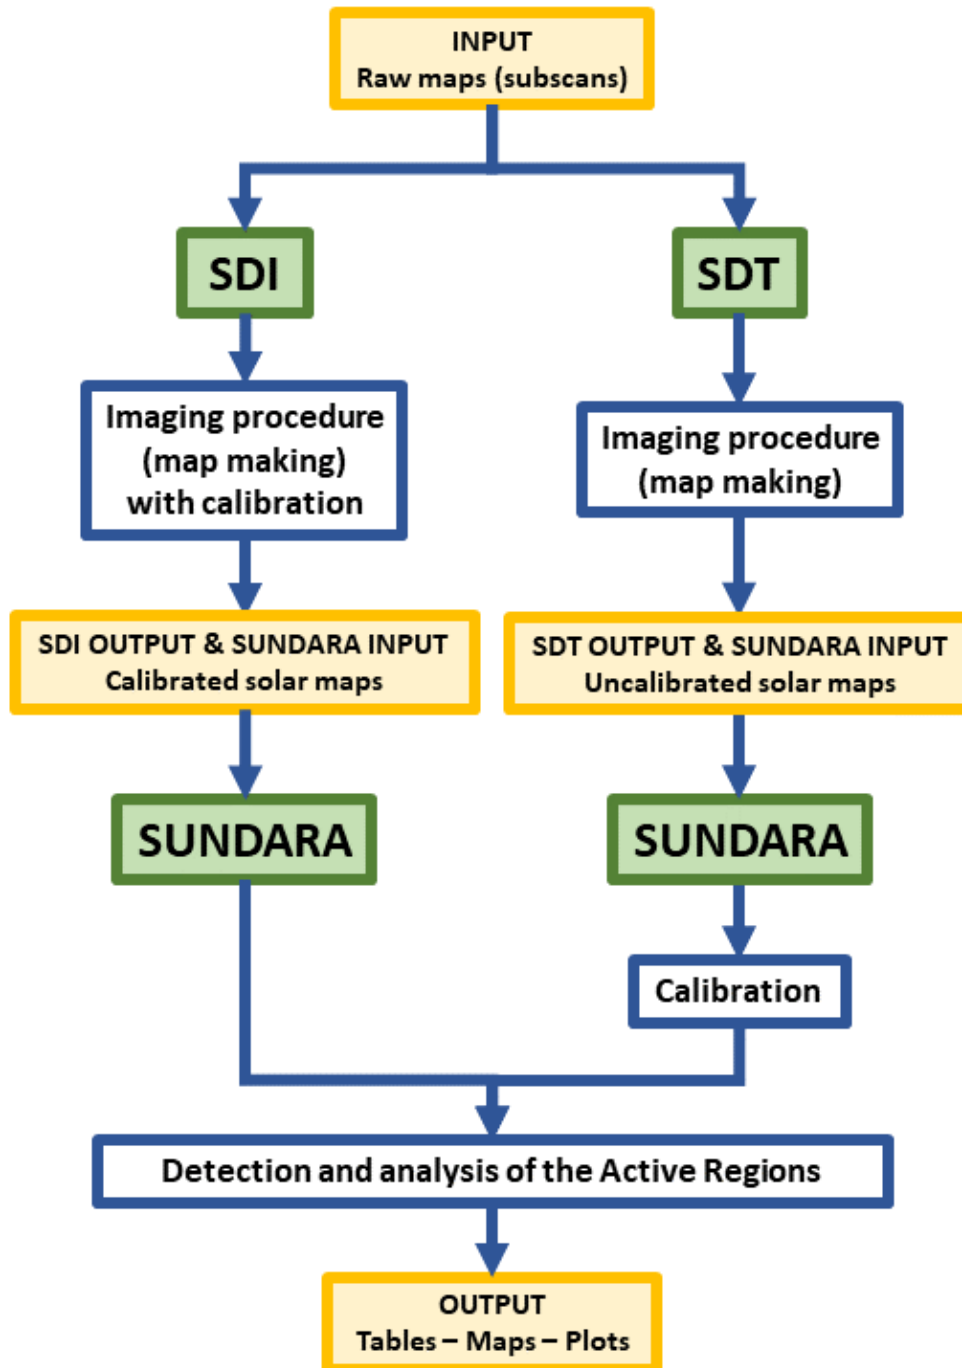 INPUT
Raw maps (subscans)
SDI
SDT
Imaging procedure
(map making)
with calibration
Imaging procedure
(map making)
SDI OUTPUT & SUNDARA INPUT
Calibrated solar maps
SDT OUTPUT & SUNDARA INPUT
Uncalibrated solar maps
SUNDARA
SUNDARA
Calibration
Detection and analysis of the Active Regions
OUTPUT
Tables – Maps – Plots